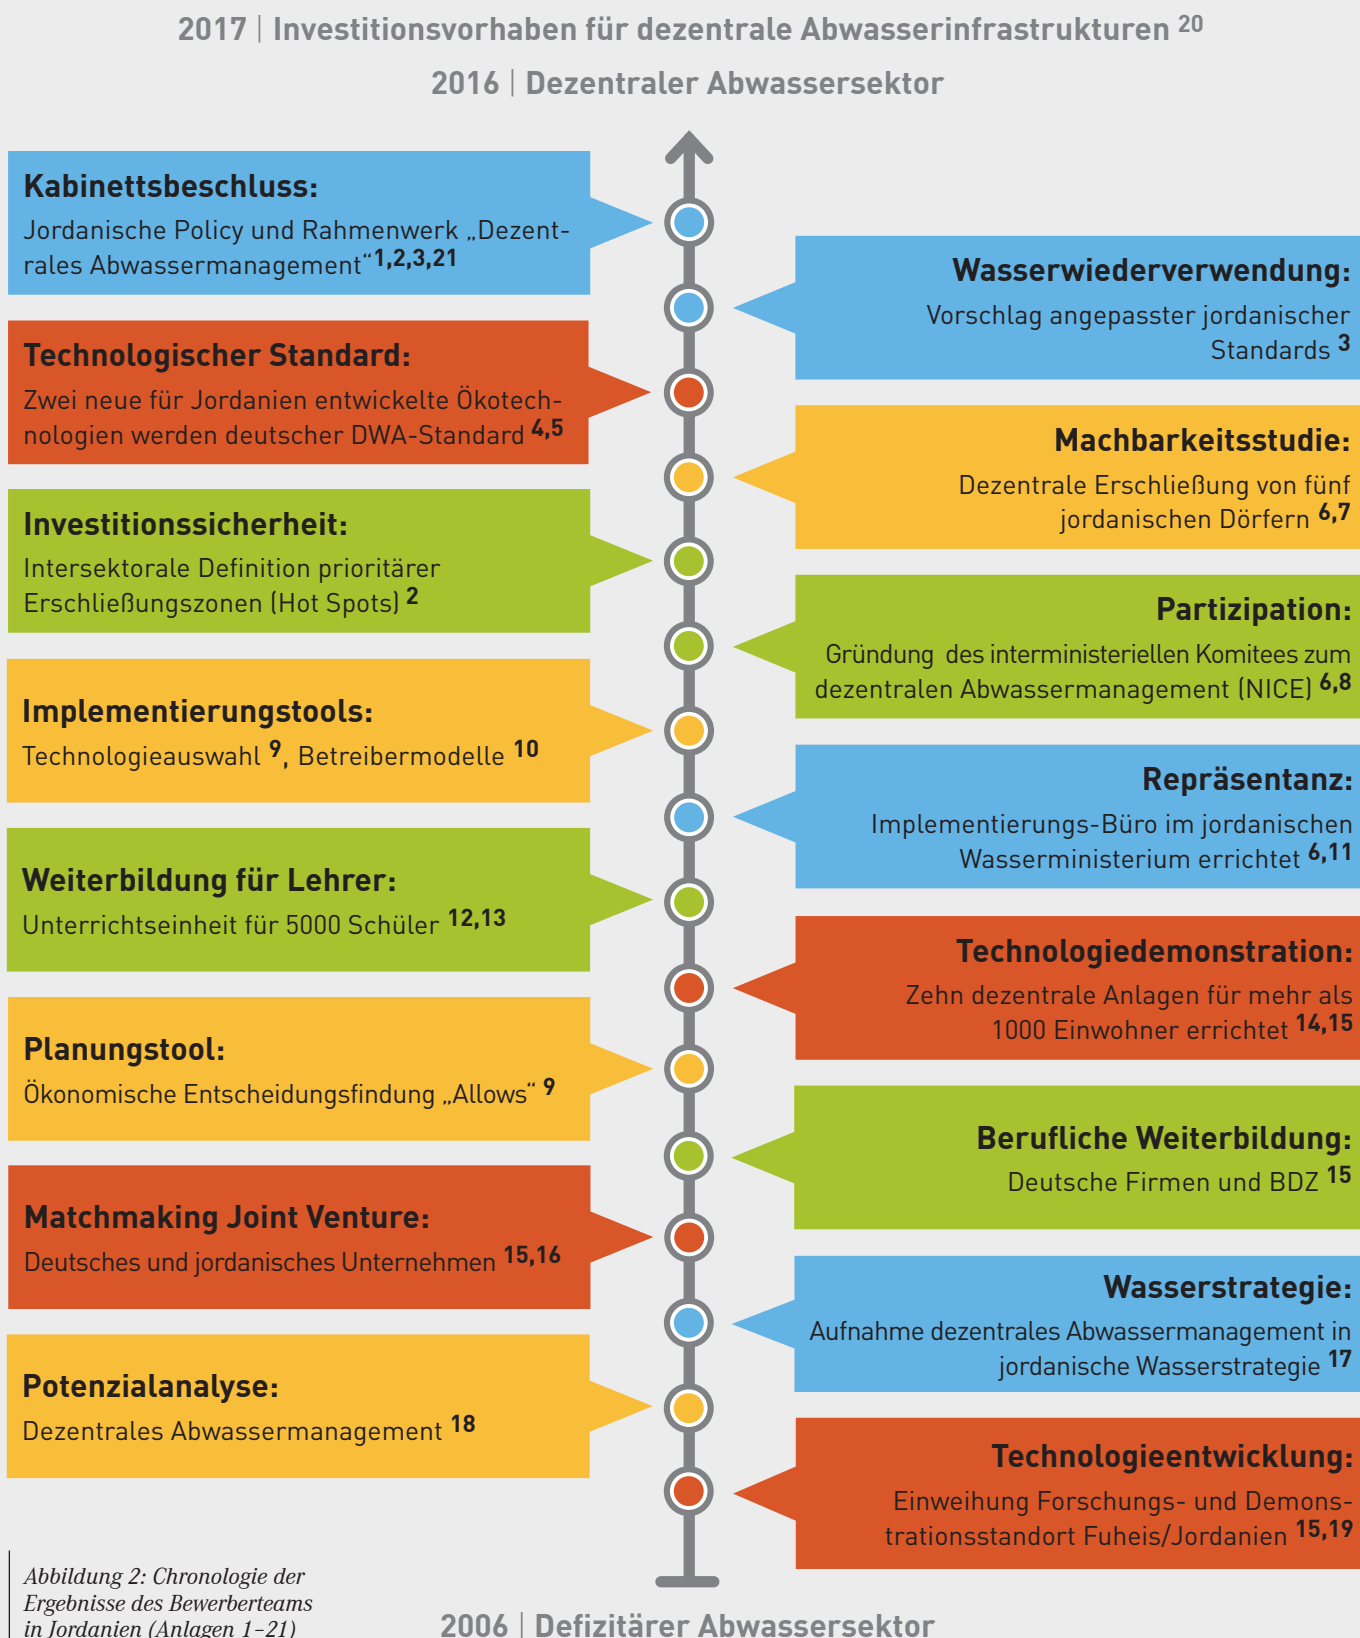 2017 | Investitionsvorhaben für dezentrale Abwasserinfrastrukturen 20
2016 | Dezentraler Abwassersektor
Kabinettsbeschluss:
Jordanische Policy und Rahmenwerk „Dezent-
rales Abwassermanagement“ 1,2,3,21
Wasserwiederverwendung:
Vorschlag angepasster jordanischer
Standards 3
Technologischer Standard:
Zwei neue für Jordanien entwickelte Ökotech-
nologien werden deutscher DWA-Standard 4,5
Machbarkeitsstudie:
Dezentrale Erschließung von fünf
jordanischen Dörfern 6,7
Investitionssicherheit:
Intersektorale Definition prioritärer
Erschließungszonen (Hot Spots) 2
Partizipation:
Gründung des interministeriellen Komitees zum
dezentralen Abwassermanagement (NICE) 6,8
Implementierungstools:
Technologieauswahl 9, Betreibermodelle 10
Repräsentanz:
Implementierungs-Büro im jordanischen
Wasserministerium errichtet 6,11
Weiterbildung für Lehrer:
Unterrichtseinheit für 5000 Schüler 12,13
Technologiedemonstration:
Zehn dezentrale Anlagen für mehr als
1000 Einwohner errichtet 14,15
Planungstool:
Ökonomische Entscheidungsfindung „Allows“ 9
Berufliche Weiterbildung:
Deutsche Firmen und BDZ 15
Matchmaking Joint Venture:
Deutsches und jordanisches Unternehmen 15,16
Wasserstrategie:
Aufnahme dezentrales Abwassermanagement in
jordanische Wasserstrategie 17
Potenzialanalyse:
Dezentrales Abwassermanagement 18
Technologieentwicklung:
Einweihung Forschungs- und Demons-
trationsstandort Fuheis/Jordanien 15,19
Abbildung 2: Chronologie der
Ergebnisse des Bewerberteams
in Jordanien (Anlagen 1–21)
2006 | Defizitärer Abwassersektor